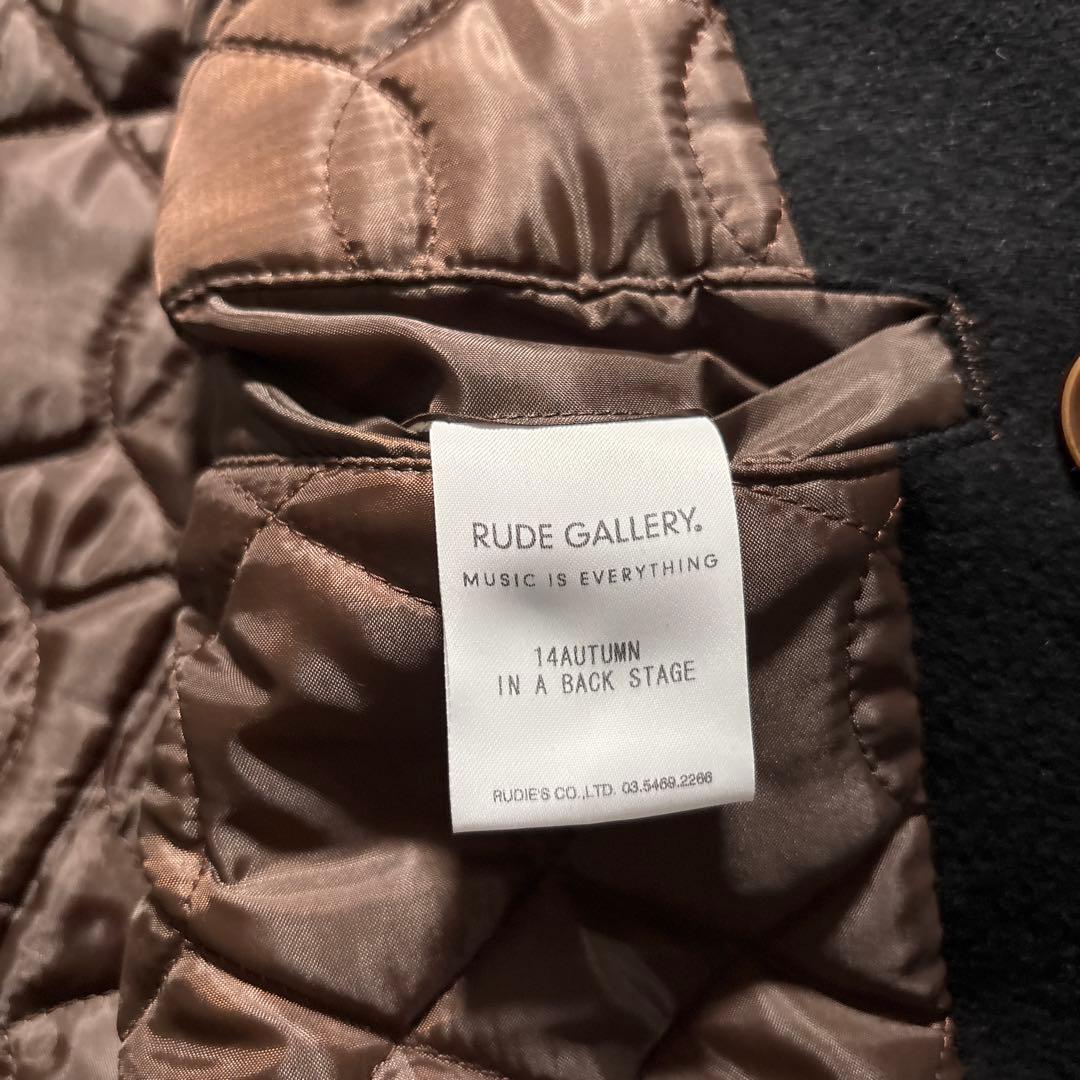 RUDE GALLERY.
MUSIC IS EVERYTHING
14AUTUMN
IN A BACK STAGE
RUDIE'S CO.,LTD. 03.5469.2266